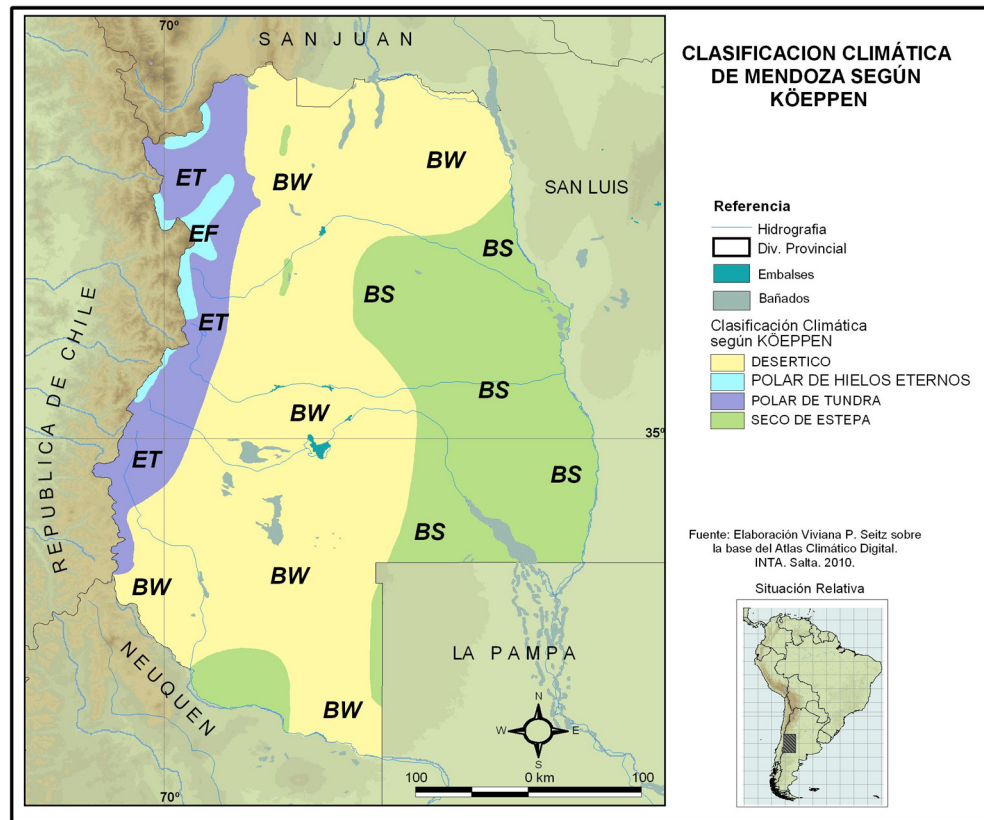 CLASIFICACION CLIMÁTICA
DE MENDOZA SEGÚN
KÖEPPEN
70º
SAN JUAN
SAN LUIS
REPUBLICA DE CHILE
NEUQUEN
LA PAMPA
35º
70º
ET
BW
BW
EF
BS
BS
ET
BS
BW
ET
BS
BS
BW
BW
BW
N
W
E
S
100 0 km 100
Referencia
Hidrografia
Div. Provincial
Embalses
Bañados
Clasificación Climática
según KÖEPPEN
DESERTICO
POLAR DE HIELOS ETERNOS
POLAR DE TUNDRA
SECO DE ESTEPA
Fuente: Elaboración Viviana P. Seitz sobre
la base del Atlas Climático Digital.
INTA. Salta. 2010.
Situación Relativa